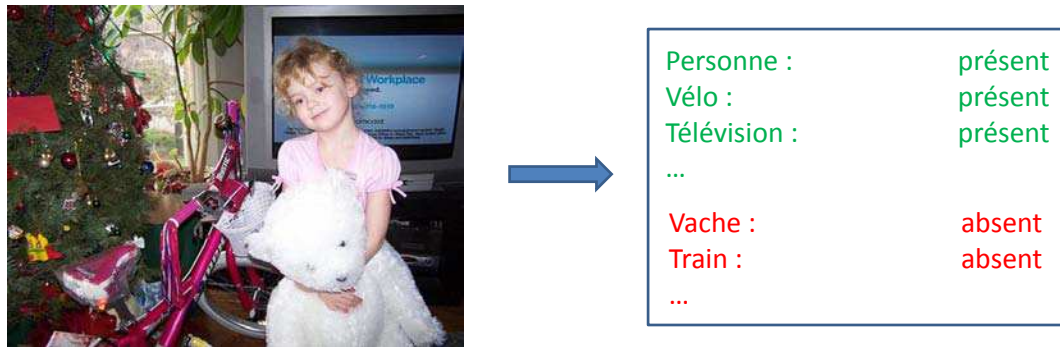 Workplace
Personne : présent
Vélo : présent
Télévision : présent
...
Vache : absent
Train : absent
...